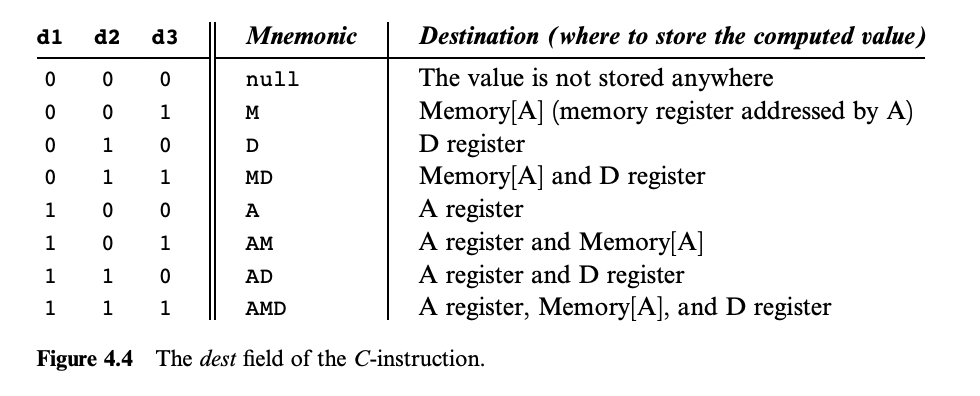 d1 d2 d3 Mnemonic Destination (where to store the computed value)
0 0 0 null The value is not stored anywhere
0 0 1 M Memory[A] (memory register addressed by A)
0 1 0 D D register
0 1 1 MD Memory[A] and D register
1 0 0 A A register
1 0 1 AM A register and Memory[A]
1 1 0 AD A register and D register
1 1 1 AMD A register, Memory[A], and D register
Figure 4.4 The dest field of the C-instruction.